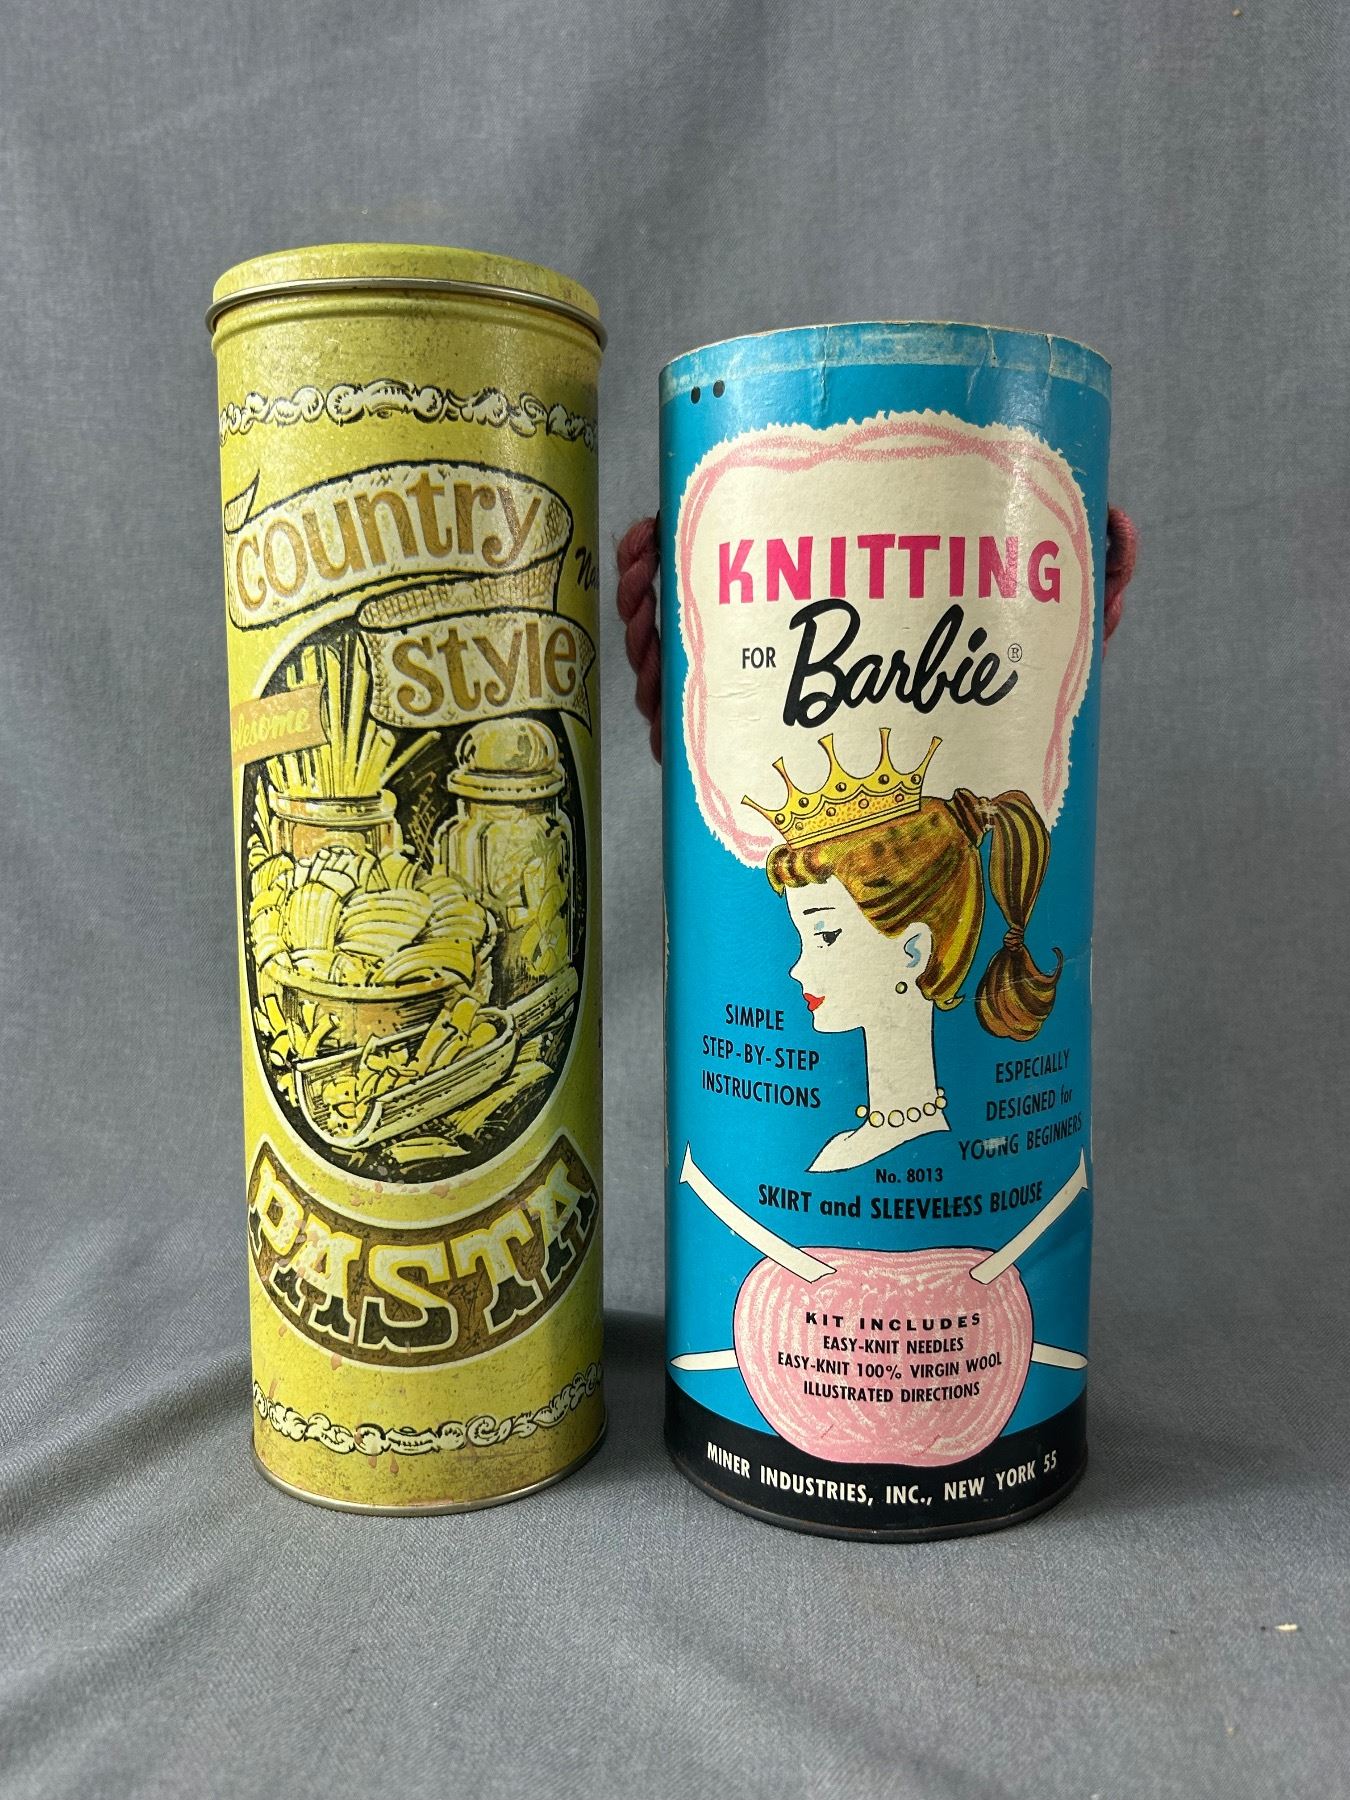 country
style
PASTA
KNITTING
FOR Barbie®
SIMPLE
STEP-BY-STEP
INSTRUCTIONS
ESPECIALLY
DESIGNED for
YOUNG BEGINNERS
No. 8013
SKIRT and SLEEVELESS BLOUSE
KIT INCLUDES
EASY-KNIT NEEDLES
EASY-KNIT 100% VIRGIN WOOL
ILLUSTRATED DIRECTIONS
MINER INDUSTRIES, INC., NEW YORK 55